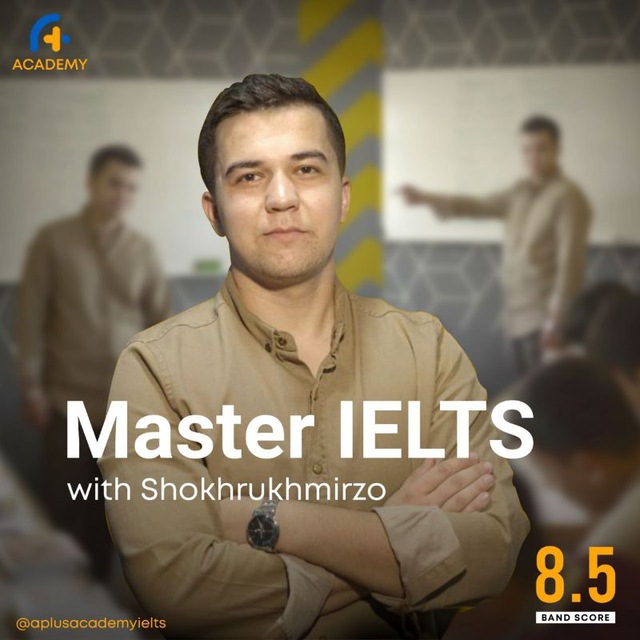 ACADEMY
Master IELTS
with Shokhrukhmirzo
8.5
BAND SCORE
@aplusacademyielts